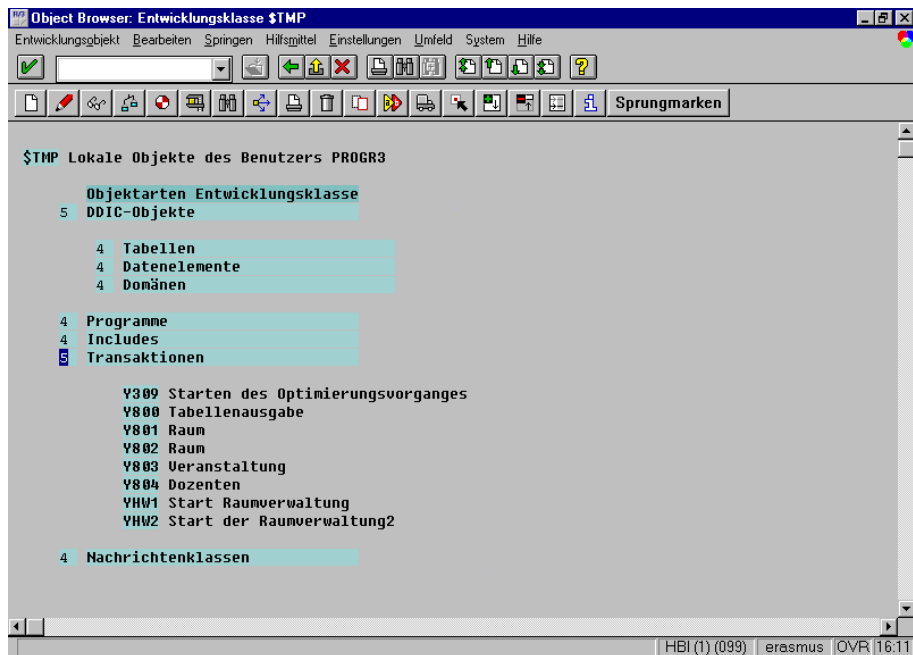 Object Browser: Entwicklungsklasse $TMP
Entwicklungsobjekt Bearbeiten Springen Hilfsmittel Einstellungen Umfeld System Hilfe
Sprungmarken
$TMP Lokale Objekte des Benutzers PROGR3
Objektarten Entwicklungsklasse
5 DDIC-Objekte
4 Tabellen
4 Datenelemente
4 Domänen
4 Programme
4 Includes
5 Transaktionen
Y309 Starten des Optimierungsvorganges
Y800 Tabellenausgabe
Y801 Raum
Y802 Raum
Y803 Veranstaltung
Y804 Dozenten
YHW1 Start Raumverwaltung
YHW2 Start der Raumverwaltung2
4 Nachrichtenklassen
HBI (1) (099) erasmus OVR 16:11